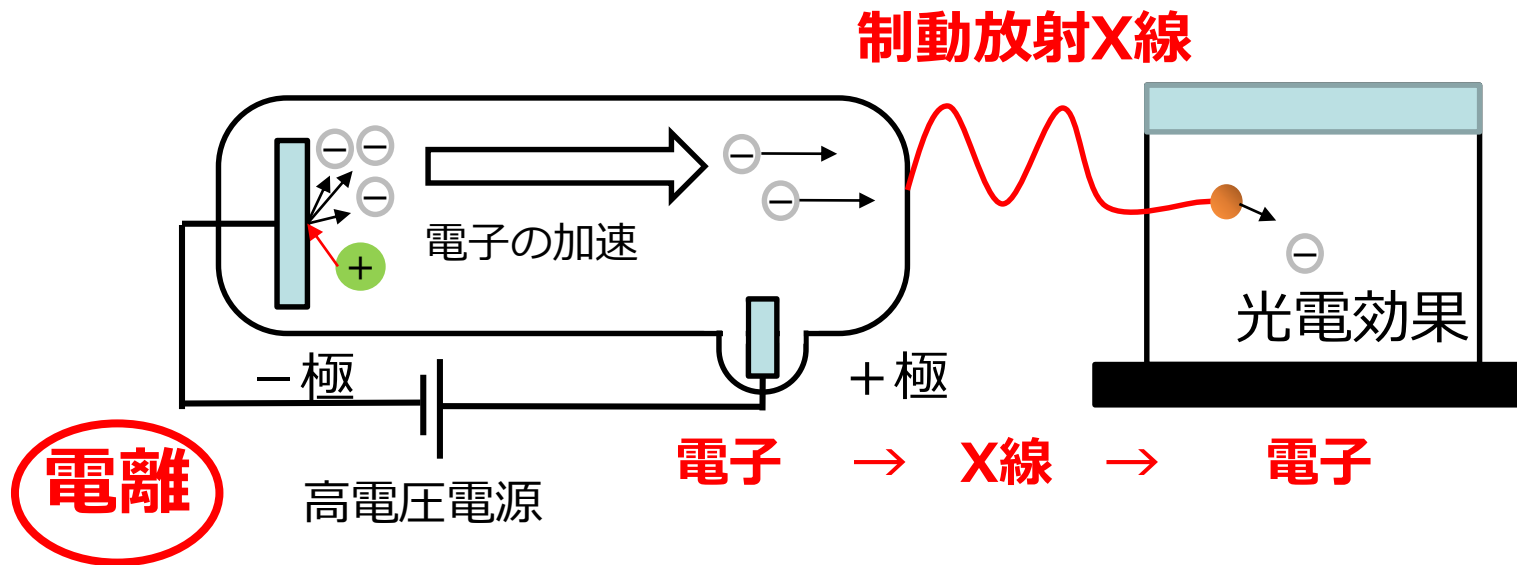 制動放射X線
電子の加速
光電効果
－極
＋極
電離
高電圧電源
電子 → X線 → 電子